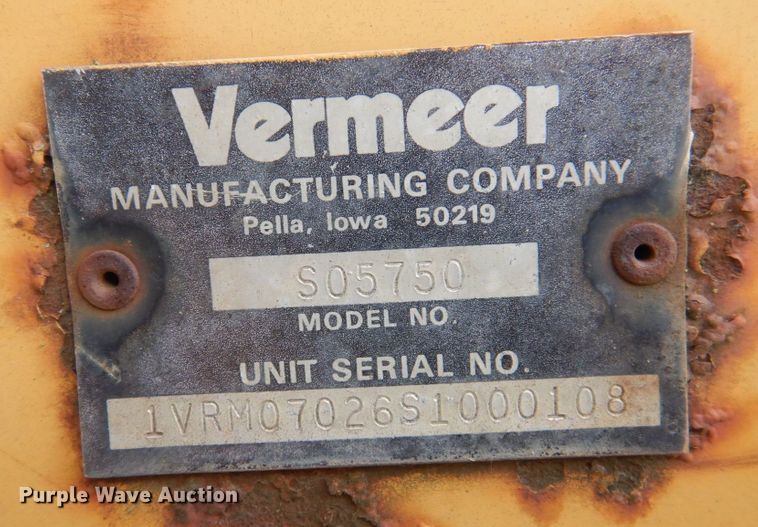 Vermeer
MANUFACTURING COMPANY
Pella, Iowa 50219
S05750
MODEL NO.
UNIT SERIAL NO.
1VRM07026S1000108
Purple Wave Auction